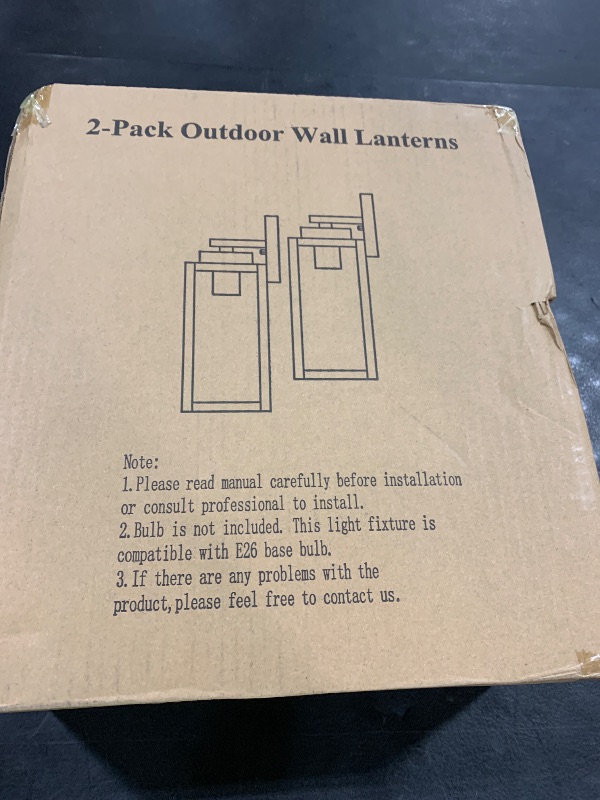 2-Pack Outdoor Wall Lanterns
Note:
1.Please read manual carefully before installation
or consult professional to install.
2.Bulb is not included. This light fixture is
compatible with E26 base bulb.
3.If there are any problems with the
product,please feel free to contact us.